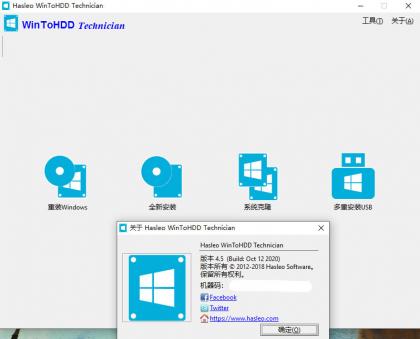 Hasleo WinToHDD Technician
WinToHDD Technician
工具(T) 关于(A)
重装Windows 全新安装 系统克隆 多重安装USB
关于 Hasleo WinToHDD Technician
Hasleo WinToHDD Technician
版本 4.5 (Build: Oct 12 2020)
版本所有 © 2012-2018 Hasleo Software。
保留所有权利。
机器码：
Facebook
Twitter
https://www.hasleo.com
确定(O)